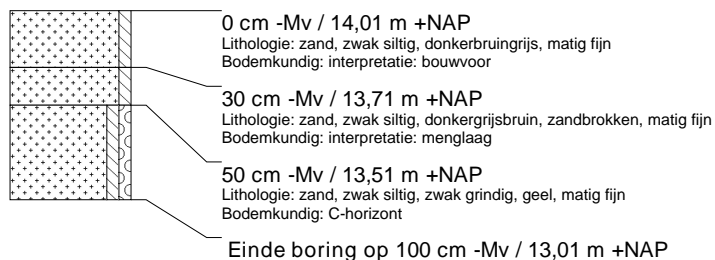 0 cm -Mv / 14,01 m +NAP
Lithologie: zand, zwak siltig, donkerbruingrijs, matig fijn
Bodemkundig: interpretatie: bouwvoor
30 cm -Mv / 13,71 m +NAP
Lithologie: zand, zwak siltig, donkergrijsbruin, zandbrokken, matig fijn
Bodemkundig: interpretatie: menglaag
50 cm -Mv / 13,51 m +NAP
Lithologie: zand, zwak siltig, zwak grindig, geel, matig fijn
Bodemkundig: C-horizont
Einde boring op 100 cm -Mv / 13,01 m +NAP